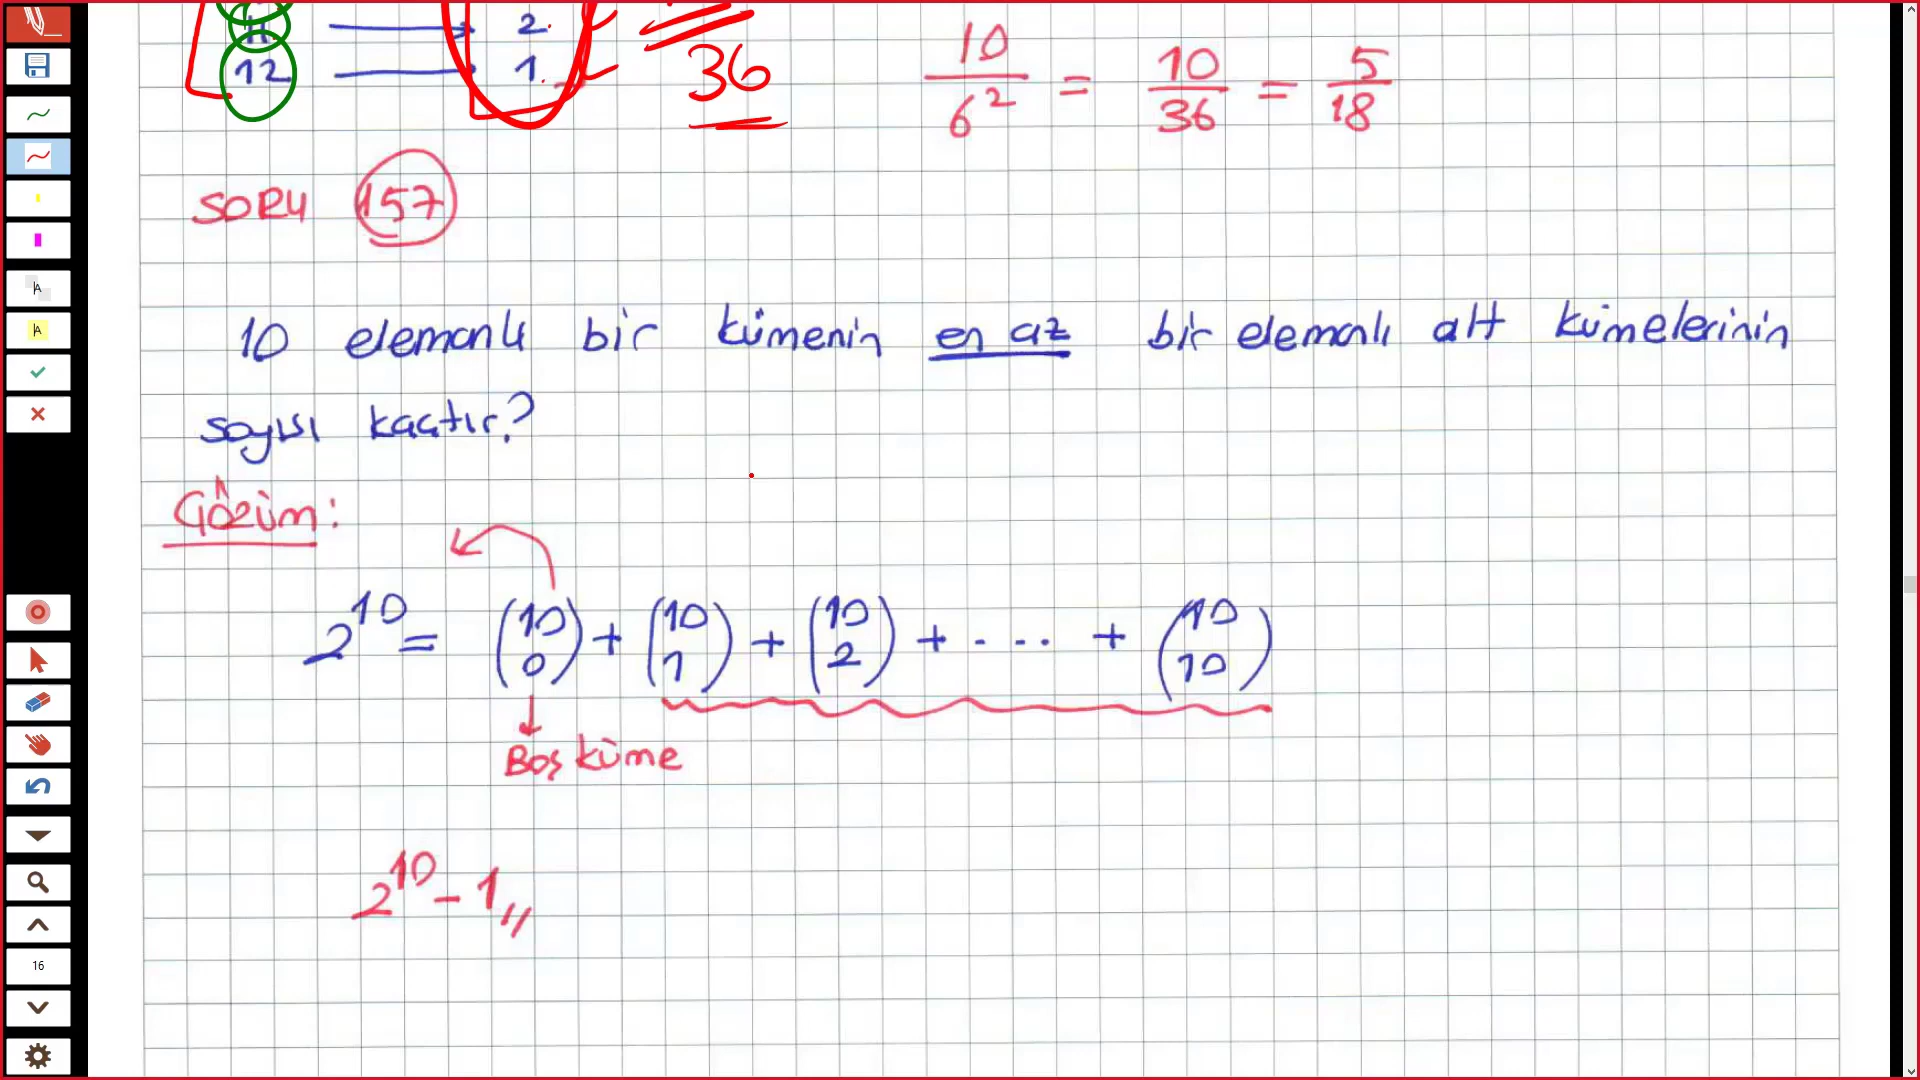 11 → 2
12 → 1
36
10/6² = 10/36 = 5/18
SORU 157
10 elemanlı bir kümenin en az bir elemanlı alt kümelerinin
sayısı kaçtır?
Çözüm:
2^10 = (10 0) + (10 1) + (10 2) + ---- + (10 10)
Boş küme
2^10 - 1
16